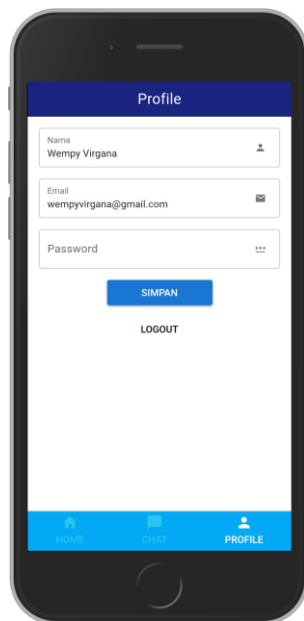 Profile
Nama
Wempy Virgana
Email
wempyvirgana@gmail.com
Password
SIMPAN
LOGOUT
HOME CHAT PROFILE